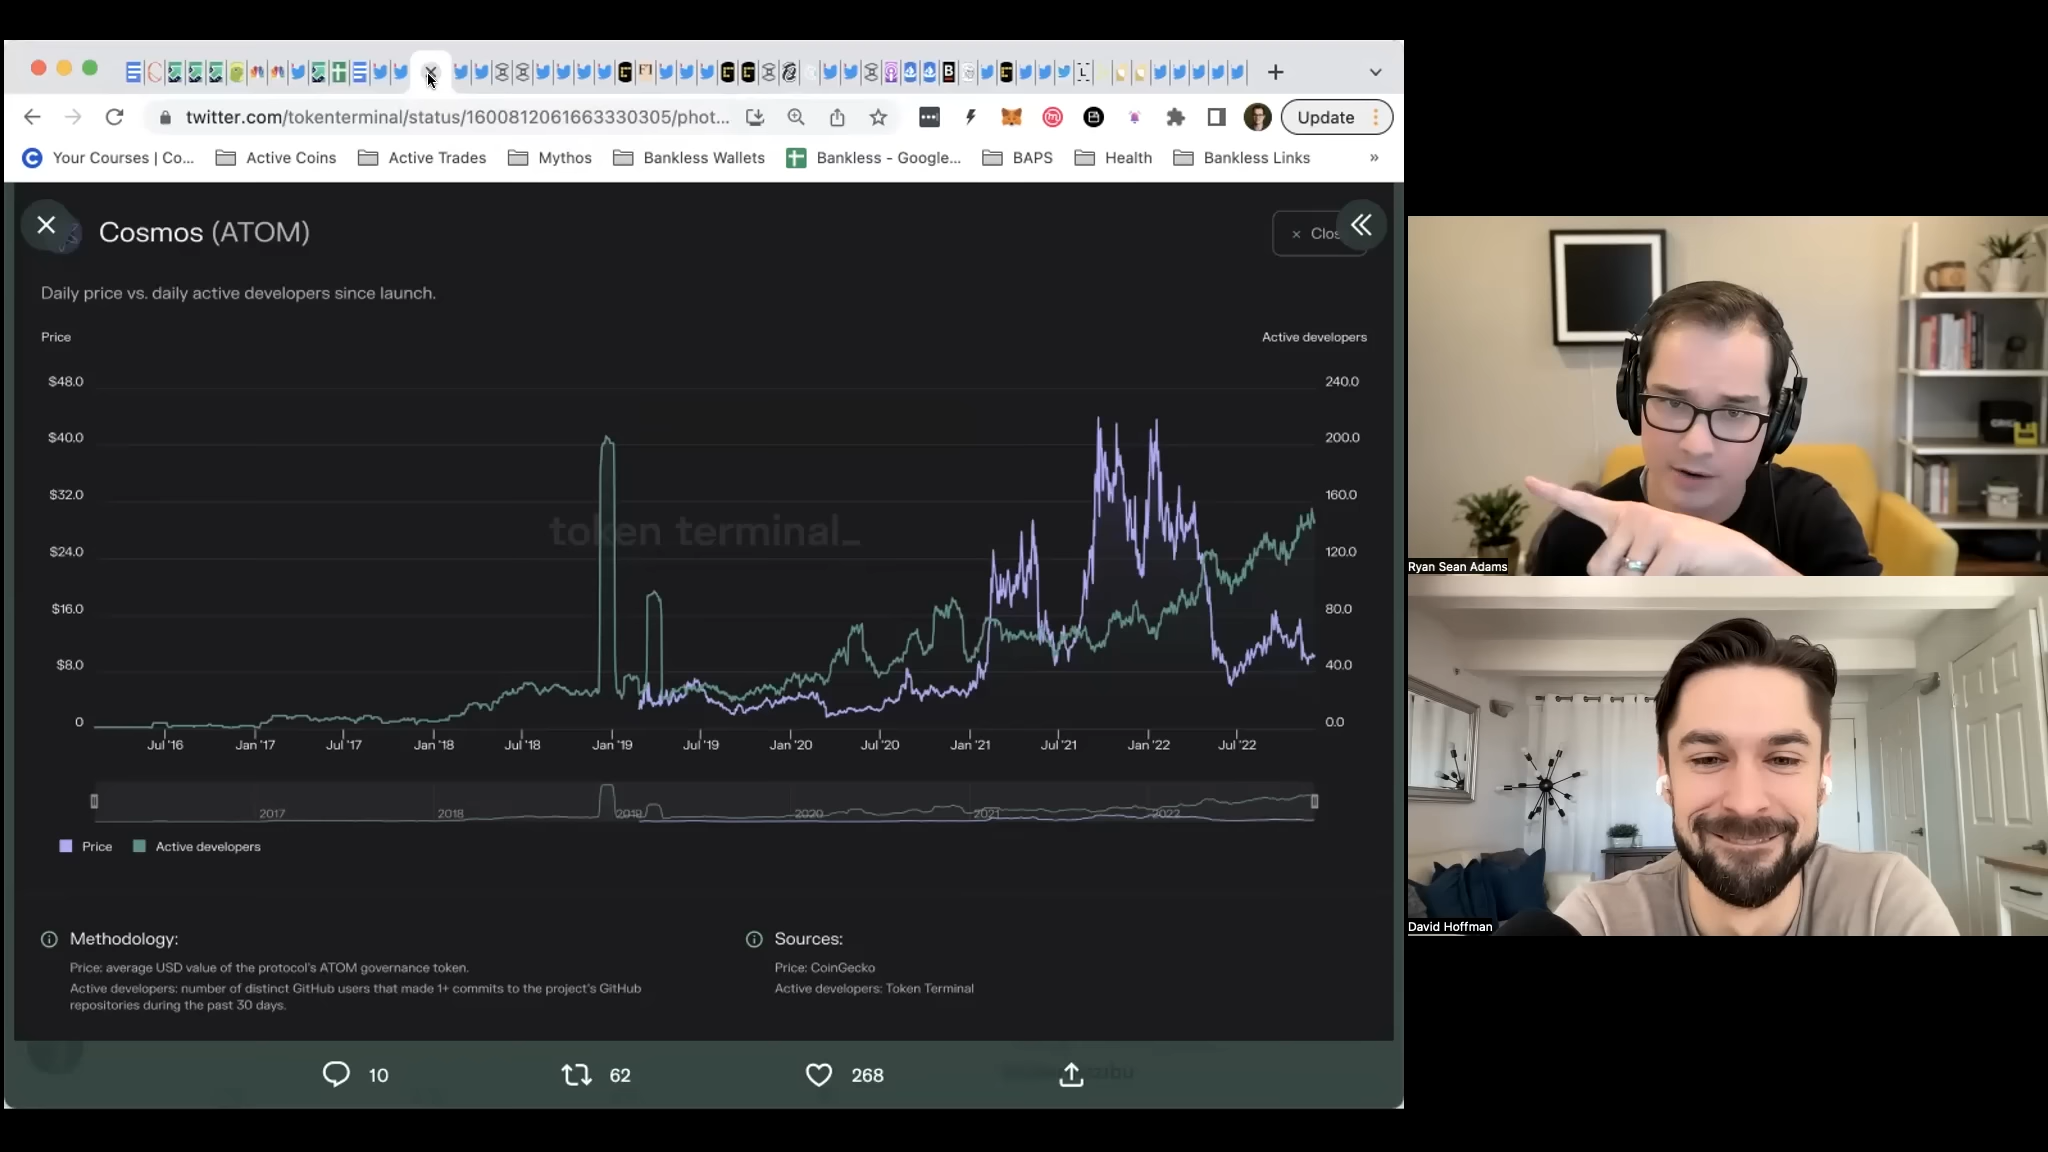 twitter.com/tokenterminal/status/1600812061663330305/phot...
Update
Your Courses | Co...
Active Coins
Active Trades
Mythos
Bankless Wallets
Bankless - Google...
BAPS
Health
Bankless Links
»
Cosmos (ATOM)
× Clos
Daily price vs. daily active developers since launch.
Price
Active developers
$48.0
240.0
$40.0
200.0
$32.0
160.0
token terminal_
$24.0
120.0
$16.0
80.0
$8.0
40.0
0
0.0
Jul '16
Jan '17
Jul '17
Jan '18
Jul '18
Jan '19
Jul '19
Jan '20
Jul '20
Jan '21
Jul '21
Jan '22
Jul '22
2017
2018
2019
2020
2021
2022
Price
Active developers
Methodology:
Price: average USD value of the protocol's ATOM governance token.
Active developers: number of distinct GitHub users that made 1+ commits to the project's GitHub
repositories during the past 30 days.
Sources:
Price: CoinGecko
Active developers: Token Terminal
10
62
268
Ryan Sean Adams
David Hoffman